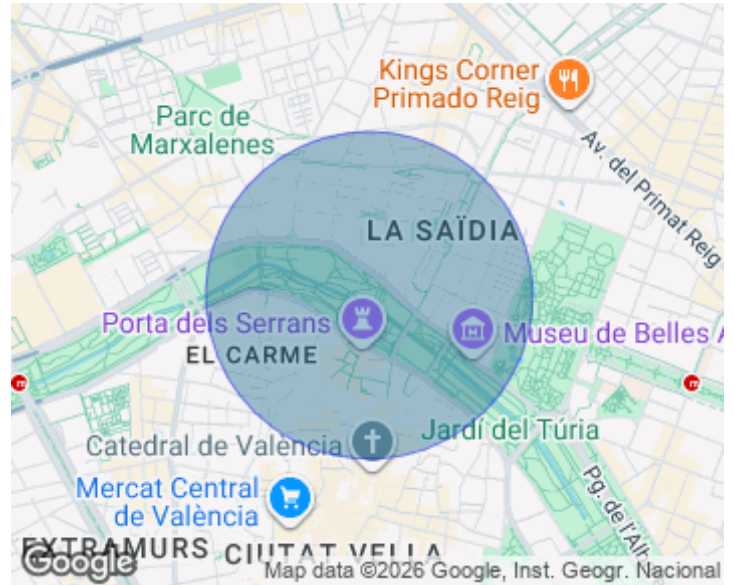 Kings Corner
Primado Reig
Parc de
Marxalenes
Av. del Primat Reig
LA SAÏDIA
Porta dels Serrans
Museu de Belles A
EL CARME
Jardí del Túria
Catedral de València
Mercat Central
de València
Pg. de l'Alb
EXTRAMURS
CIUTAT VELLA
Google
Map data ©2026 Google, Inst. Geogr. Nacional